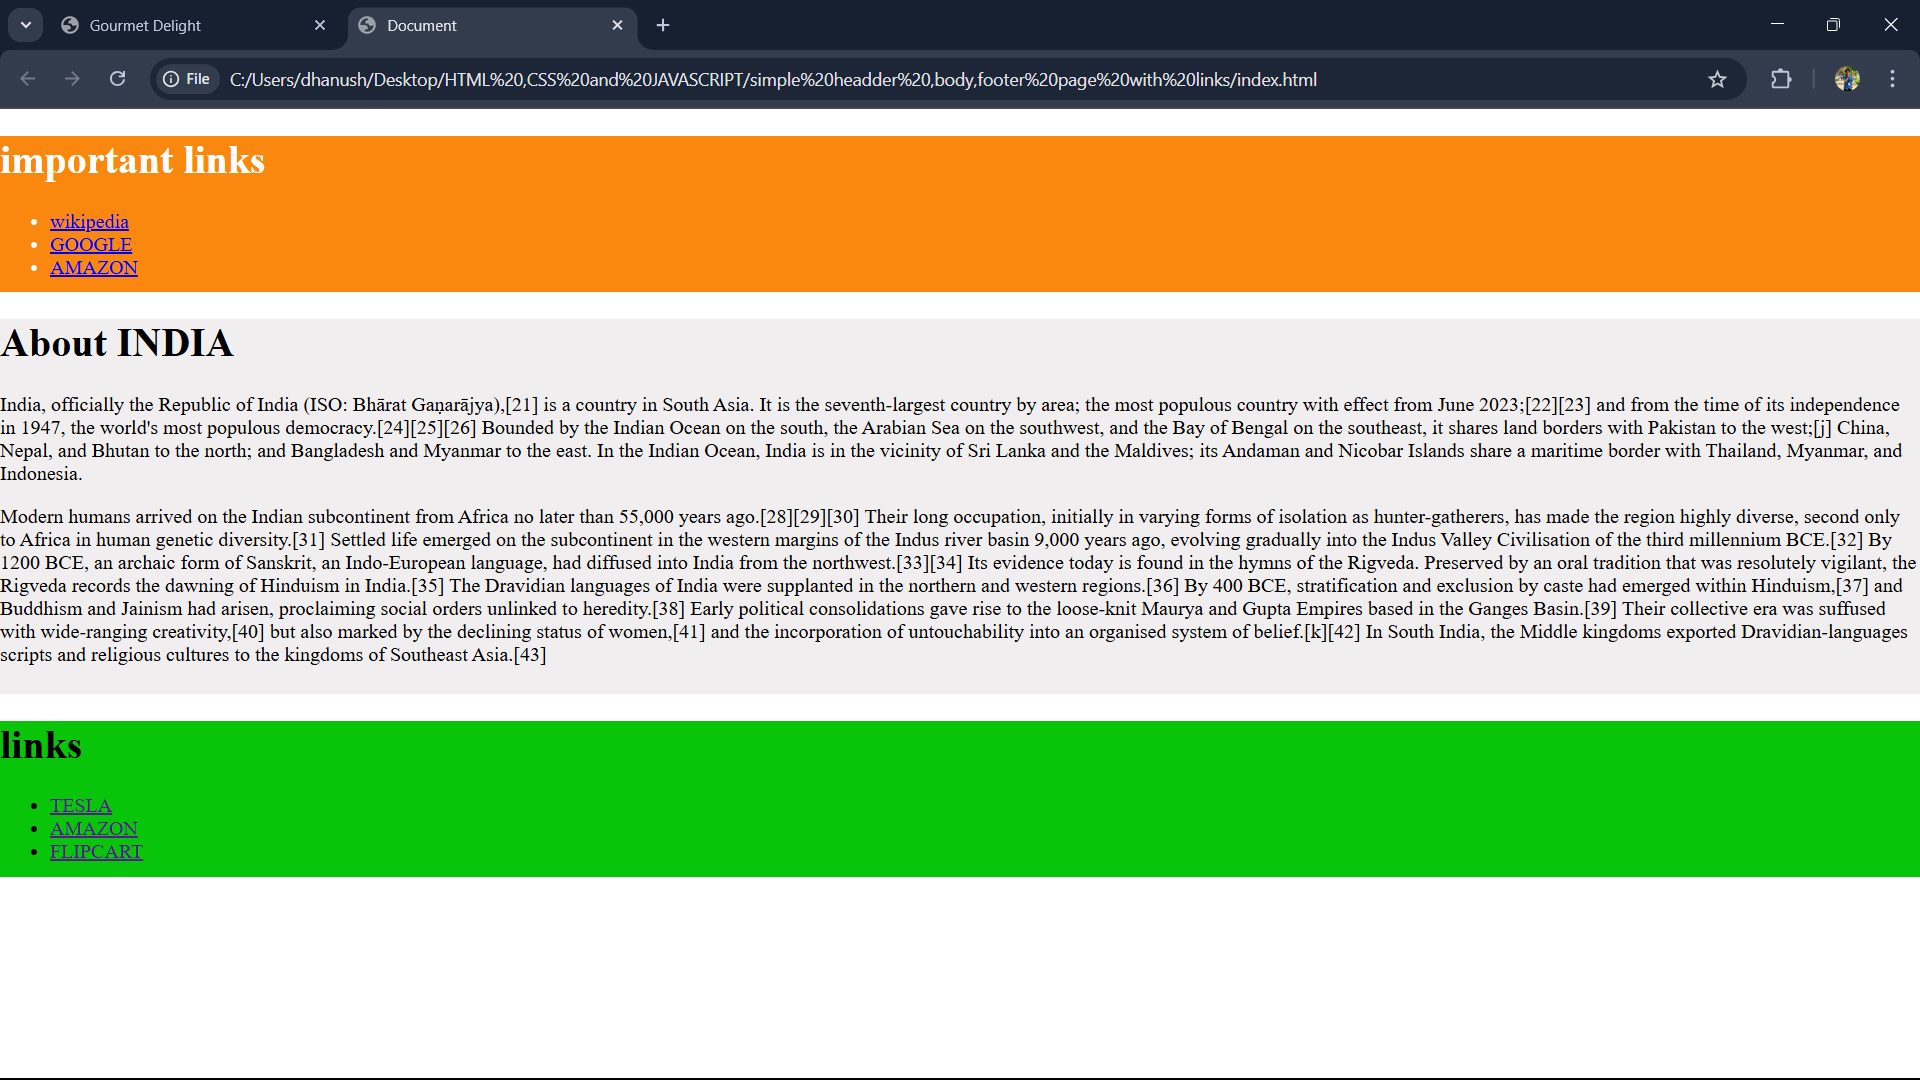 Gourmet Delight
Document
File
C:/Users/dhanush/Desktop/HTML%20,CSS%20and%20JAVASCRIPT/simple%20headder%20,body,footer%20page%20with%20links/index.html
important links
wikipedia
GOOGLE
AMAZON
About INDIA
India, officially the Republic of India (ISO: Bhārat Gaṇarājya),[21] is a country in South Asia. It is the seventh-largest country by area; the most populous country with effect from June 2023;[22][23] and from the time of its independence
in 1947, the world's most populous democracy.[24][25][26] Bounded by the Indian Ocean on the south, the Arabian Sea on the southwest, and the Bay of Bengal on the southeast, it shares land borders with Pakistan to the west;[j] China,
Nepal, and Bhutan to the north; and Bangladesh and Myanmar to the east. In the Indian Ocean, India is in the vicinity of Sri Lanka and the Maldives; its Andaman and Nicobar Islands share a maritime border with Thailand, Myanmar, and
Indonesia.
Modern humans arrived on the Indian subcontinent from Africa no later than 55,000 years ago.[28][29][30] Their long occupation, initially in varying forms of isolation as hunter-gatherers, has made the region highly diverse, second only
to Africa in human genetic diversity.[31] Settled life emerged on the subcontinent in the western margins of the Indus river basin 9,000 years ago, evolving gradually into the Indus Valley Civilisation of the third millennium BCE.[32] By
1200 BCE, an archaic form of Sanskrit, an Indo-European language, had diffused into India from the northwest.[33][34] Its evidence today is found in the hymns of the Rigveda. Preserved by an oral tradition that was resolutely vigilant, the
Rigveda records the dawning of Hinduism in India.[35] The Dravidian languages of India were supplanted in the northern and western regions.[36] By 400 BCE, stratification and exclusion by caste had emerged within Hinduism,[37] and
Buddhism and Jainism had arisen, proclaiming social orders unlinked to heredity.[38] Early political consolidations gave rise to the loose-knit Maurya and Gupta Empires based in the Ganges Basin.[39] Their collective era was suffused
with wide-ranging creativity,[40] but also marked by the declining status of women,[41] and the incorporation of untouchability into an organised system of belief.[k][42] In South India, the Middle kingdoms exported Dravidian-languages
scripts and religious cultures to the kingdoms of Southeast Asia.[43]
links
TESLA
AMAZON
FLIPCART